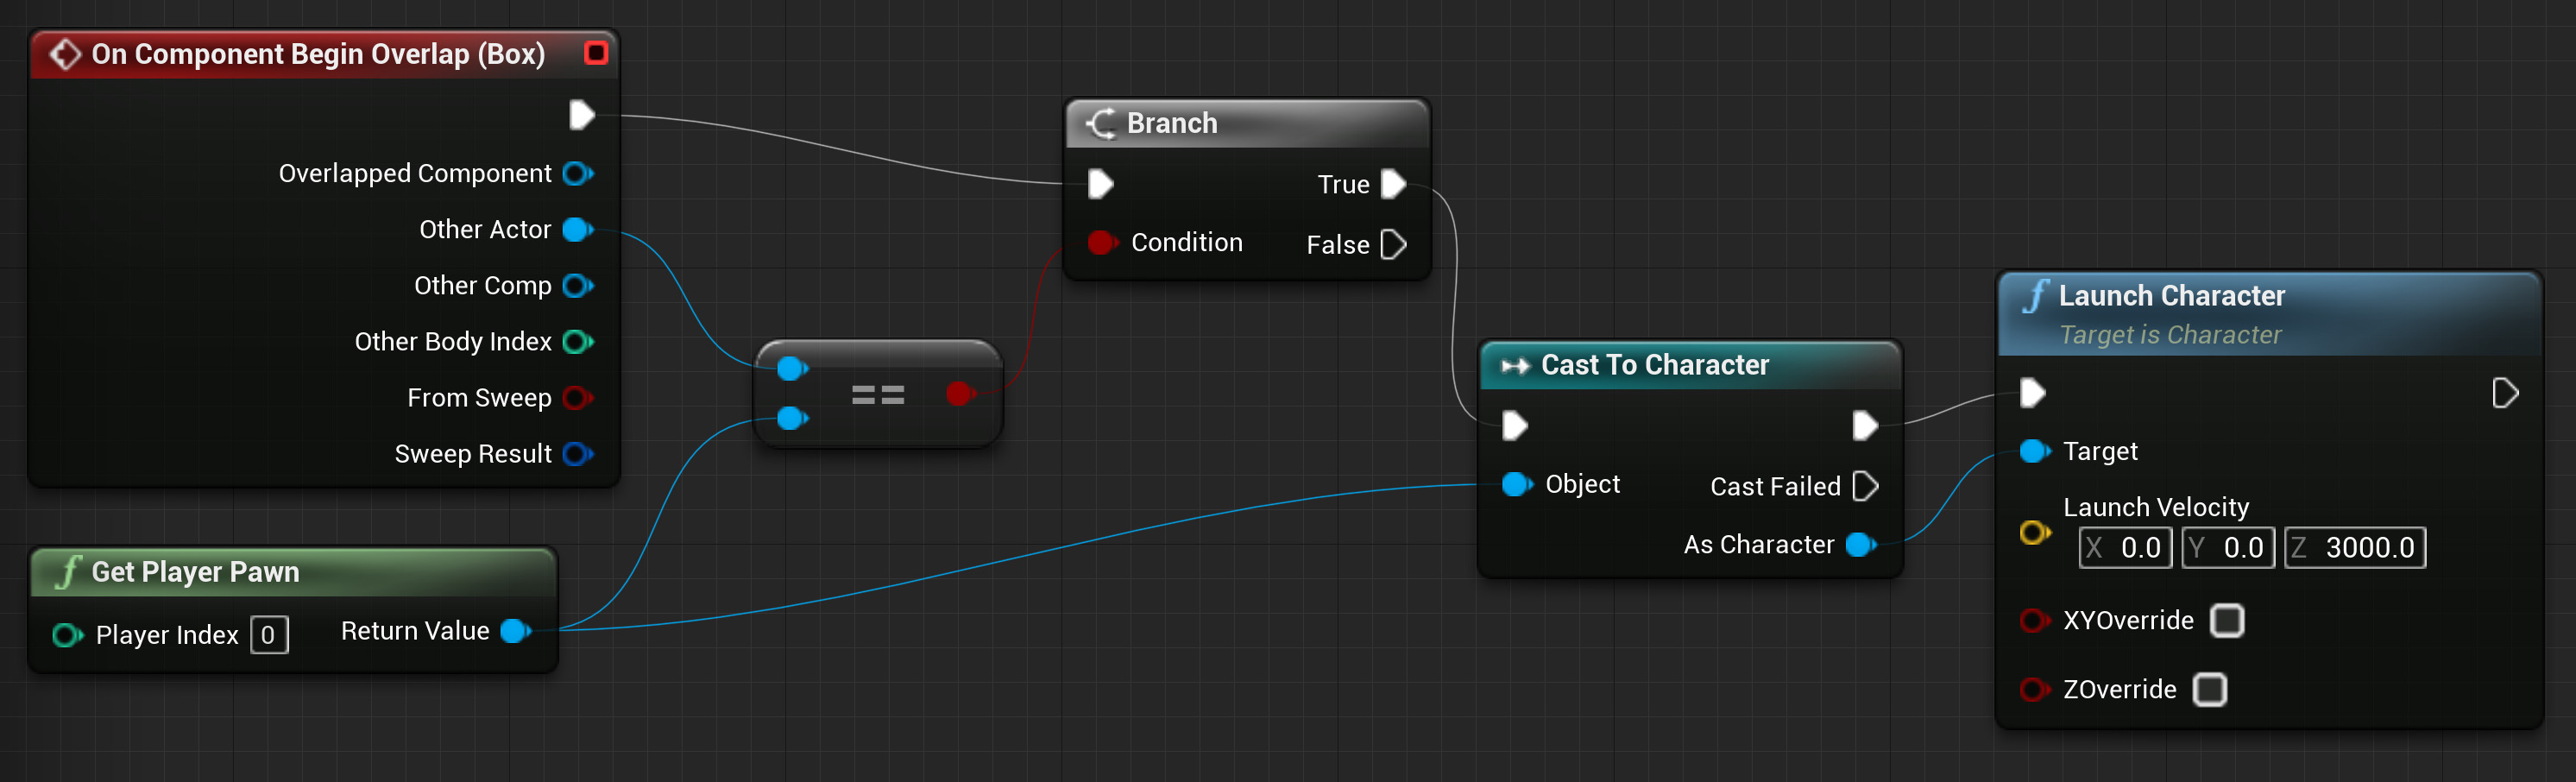 On Component Begin Overlap (Box)
Overlapped Component
Other Actor
Other Comp
Other Body Index
From Sweep
Sweep Result
Get Player Pawn
Player Index 0 Return Value
==
Branch
True
Condition False
Cast To Character
Object Cast Failed
As Character
Launch Character
Target is Character
Target
Launch Velocity
X 0.0 Y 0.0 Z 3000.0
XYOverride
ZOverride